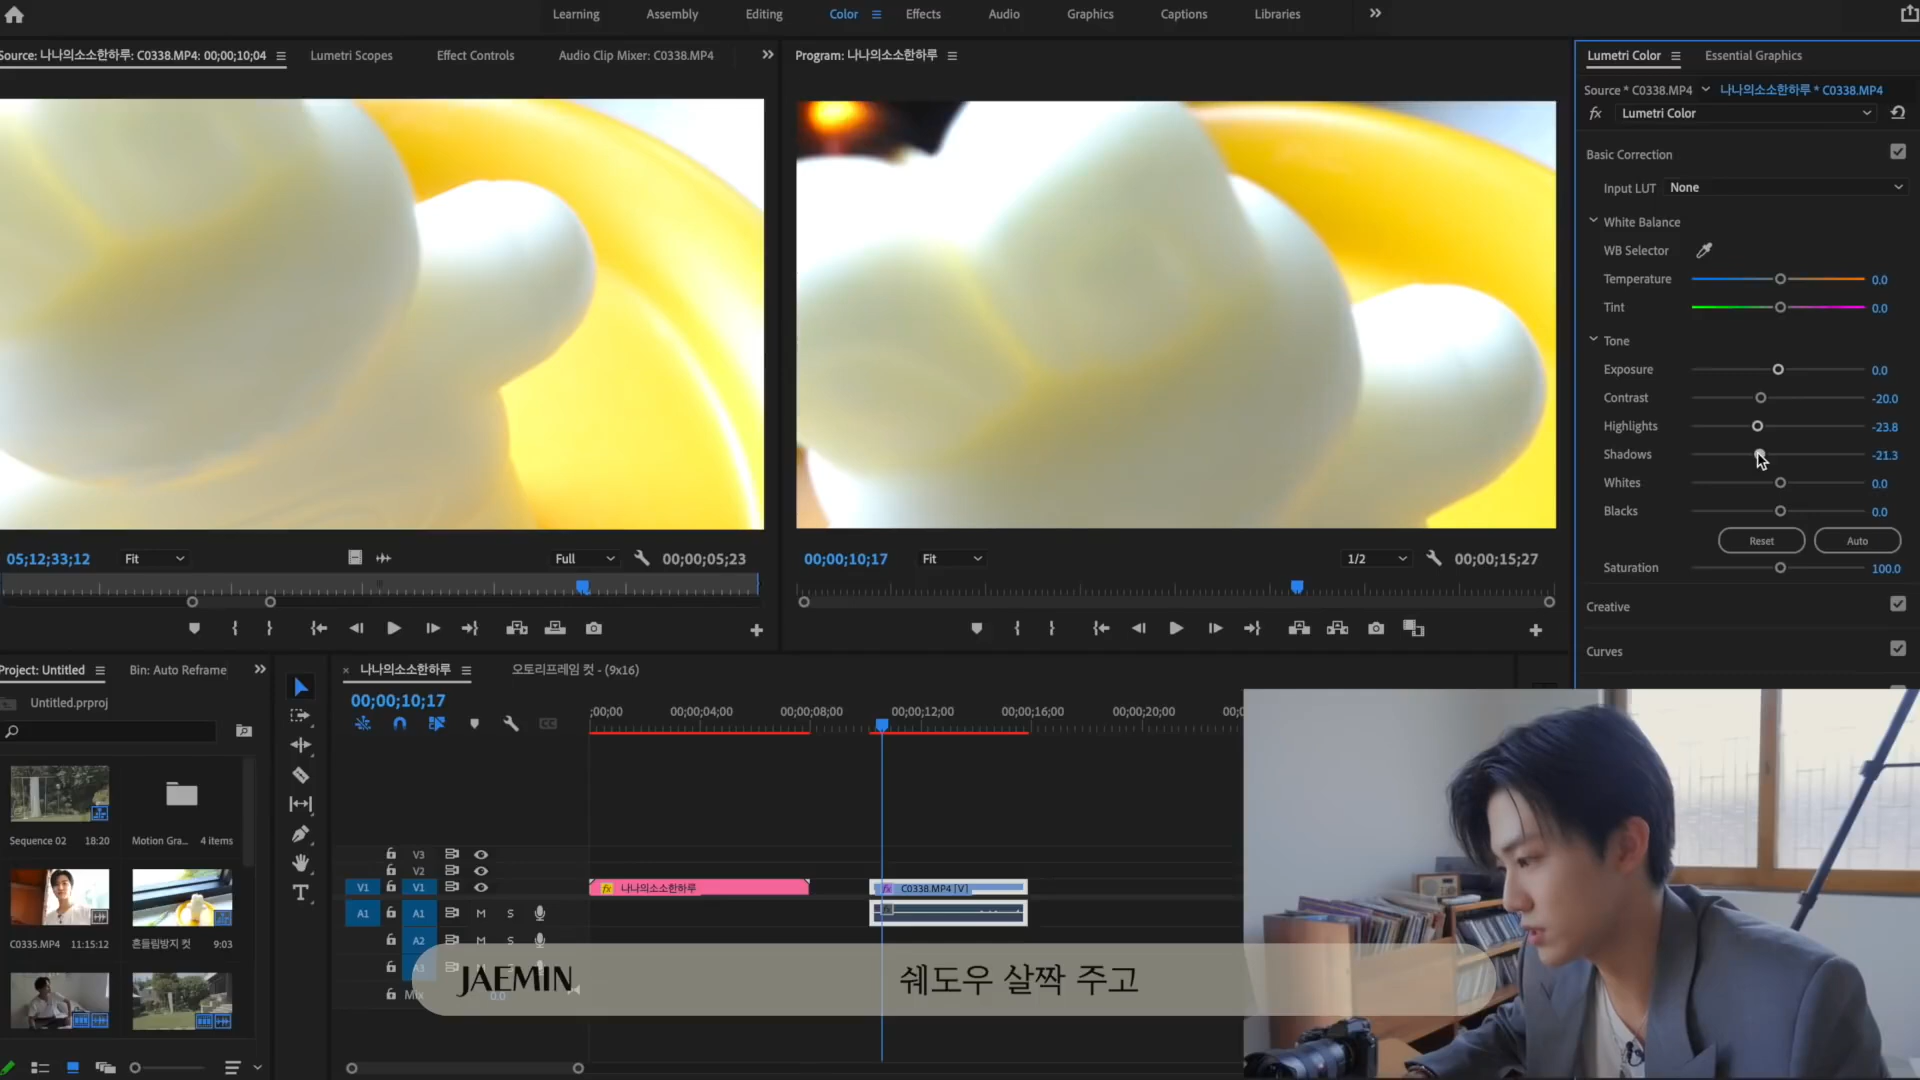 Learning Assembly Editing Color Effects Audio Graphics Captions Libraries
Source: 나나의소소한하루: C0338.MP4: 00;00;10;04
Lumetri Scopes
Effect Controls
Audio Clip Mixer: C0338.MP4
Program: 나나의소소한하루
Lumetri Color
Essential Graphics
Source * C0338.MP4
나나의소소한하루 * C0338.MP4
fx Lumetri Color
Basic Correction
Input LUT None
White Balance
WB Selector
Temperature 0.0
Tint 0.0
Tone
Exposure 0.0
Contrast -20.0
Highlights -23.8
Shadows -21.3
Whites 0.0
Blacks 0.0
Reset Auto
Saturation 100.0
Creative
Curves
05;12;33;12 Fit Full 00;00;05;23
00;00;10;17 Fit 1/2 00;00;15;27
Project: Untitled
Bin: Auto Reframe
Untitled.prproj
Sequence 02 18:20
Motion Gra... 4 items
C0335.MP4 11:15:12
흔들림방지 컷 9:03
나나의소소한하루
오토리프레임 컷 - (9x16)
00;00;10;17
;00;00 00;00;04;00 00;00;08;00 00;00;12;00 00;00;16;00 00;00;20;00 00;
V3
V2
V1 V1 fx 나나의소소한하루 fx C0338.MP4 [V]
A1 A1 M S
A2 M S
A3
Mix 0.0
JAEMIN 쉐도우 살짝 주고